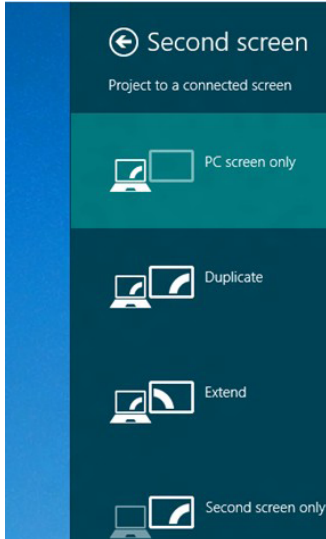 Second screen
Project to a connected screen
PC screen only
Duplicate
Extend
Second screen only